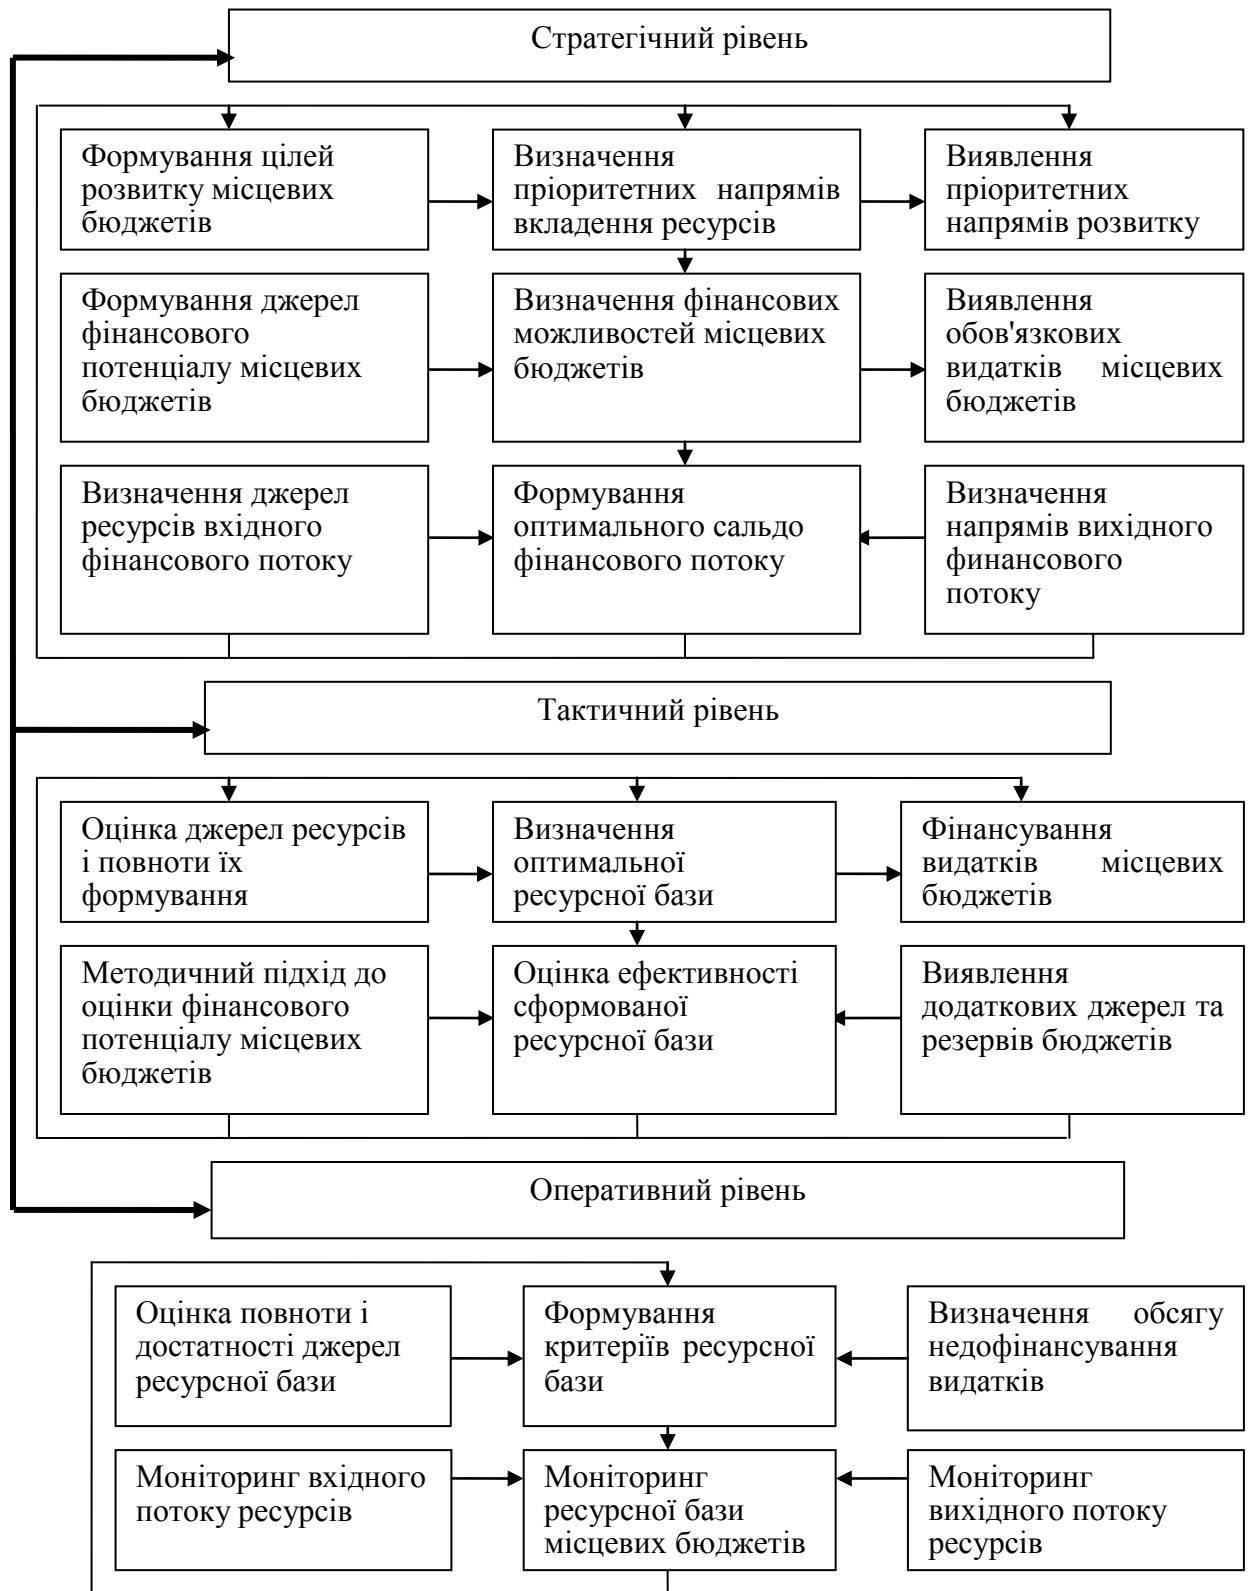 Стратегічний рівень
Формування цілей
розвитку місцевих
бюджетів
Визначення
пріоритетних напрямів
вкладення ресурсів
Виявлення
пріоритетних
напрямів розвитку
Формування джерел
фінансового
потенціалу місцевих
бюджетів
Визначення фінансових
можливостей місцевих
бюджетів
Виявлення
обов'язкових
видатків місцевих
бюджетів
Визначення джерел
ресурсів вхідного
фінансового потоку
Формування
оптимального сальдо
фінансового потоку
Визначення
напрямів вихідного
финансового
потоку
Тактичний рівень
Оцінка джерел ресурсів
і повноти їх
формування
Визначення
оптимальної
ресурсної бази
Фінансування
видатків місцевих
бюджетів
Методичний підхід до
оцінки фінансового
потенціалу місцевих
бюджетів
Оцінка ефективності
сформованої
ресурсної бази
Виявлення
додаткових джерел та
резервів бюджетів
Оперативний рівень
Оцінка повноти і
достатності джерел
ресурсної бази
Формування
критеріїв ресурсної
бази
Визначення обсягу
недофінансування
видатків
Моніторинг вхідного
потоку ресурсів
Моніторинг
ресурсної бази
місцевих бюджетів
Моніторинг
вихідного потоку
ресурсів